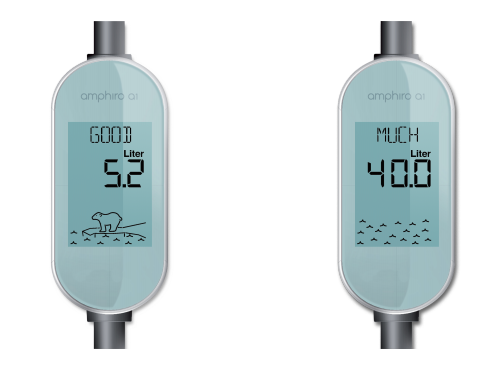 amphiro a1
GOOD
Liter
5.2
amphiro a1
MUCH
Liter
40.0